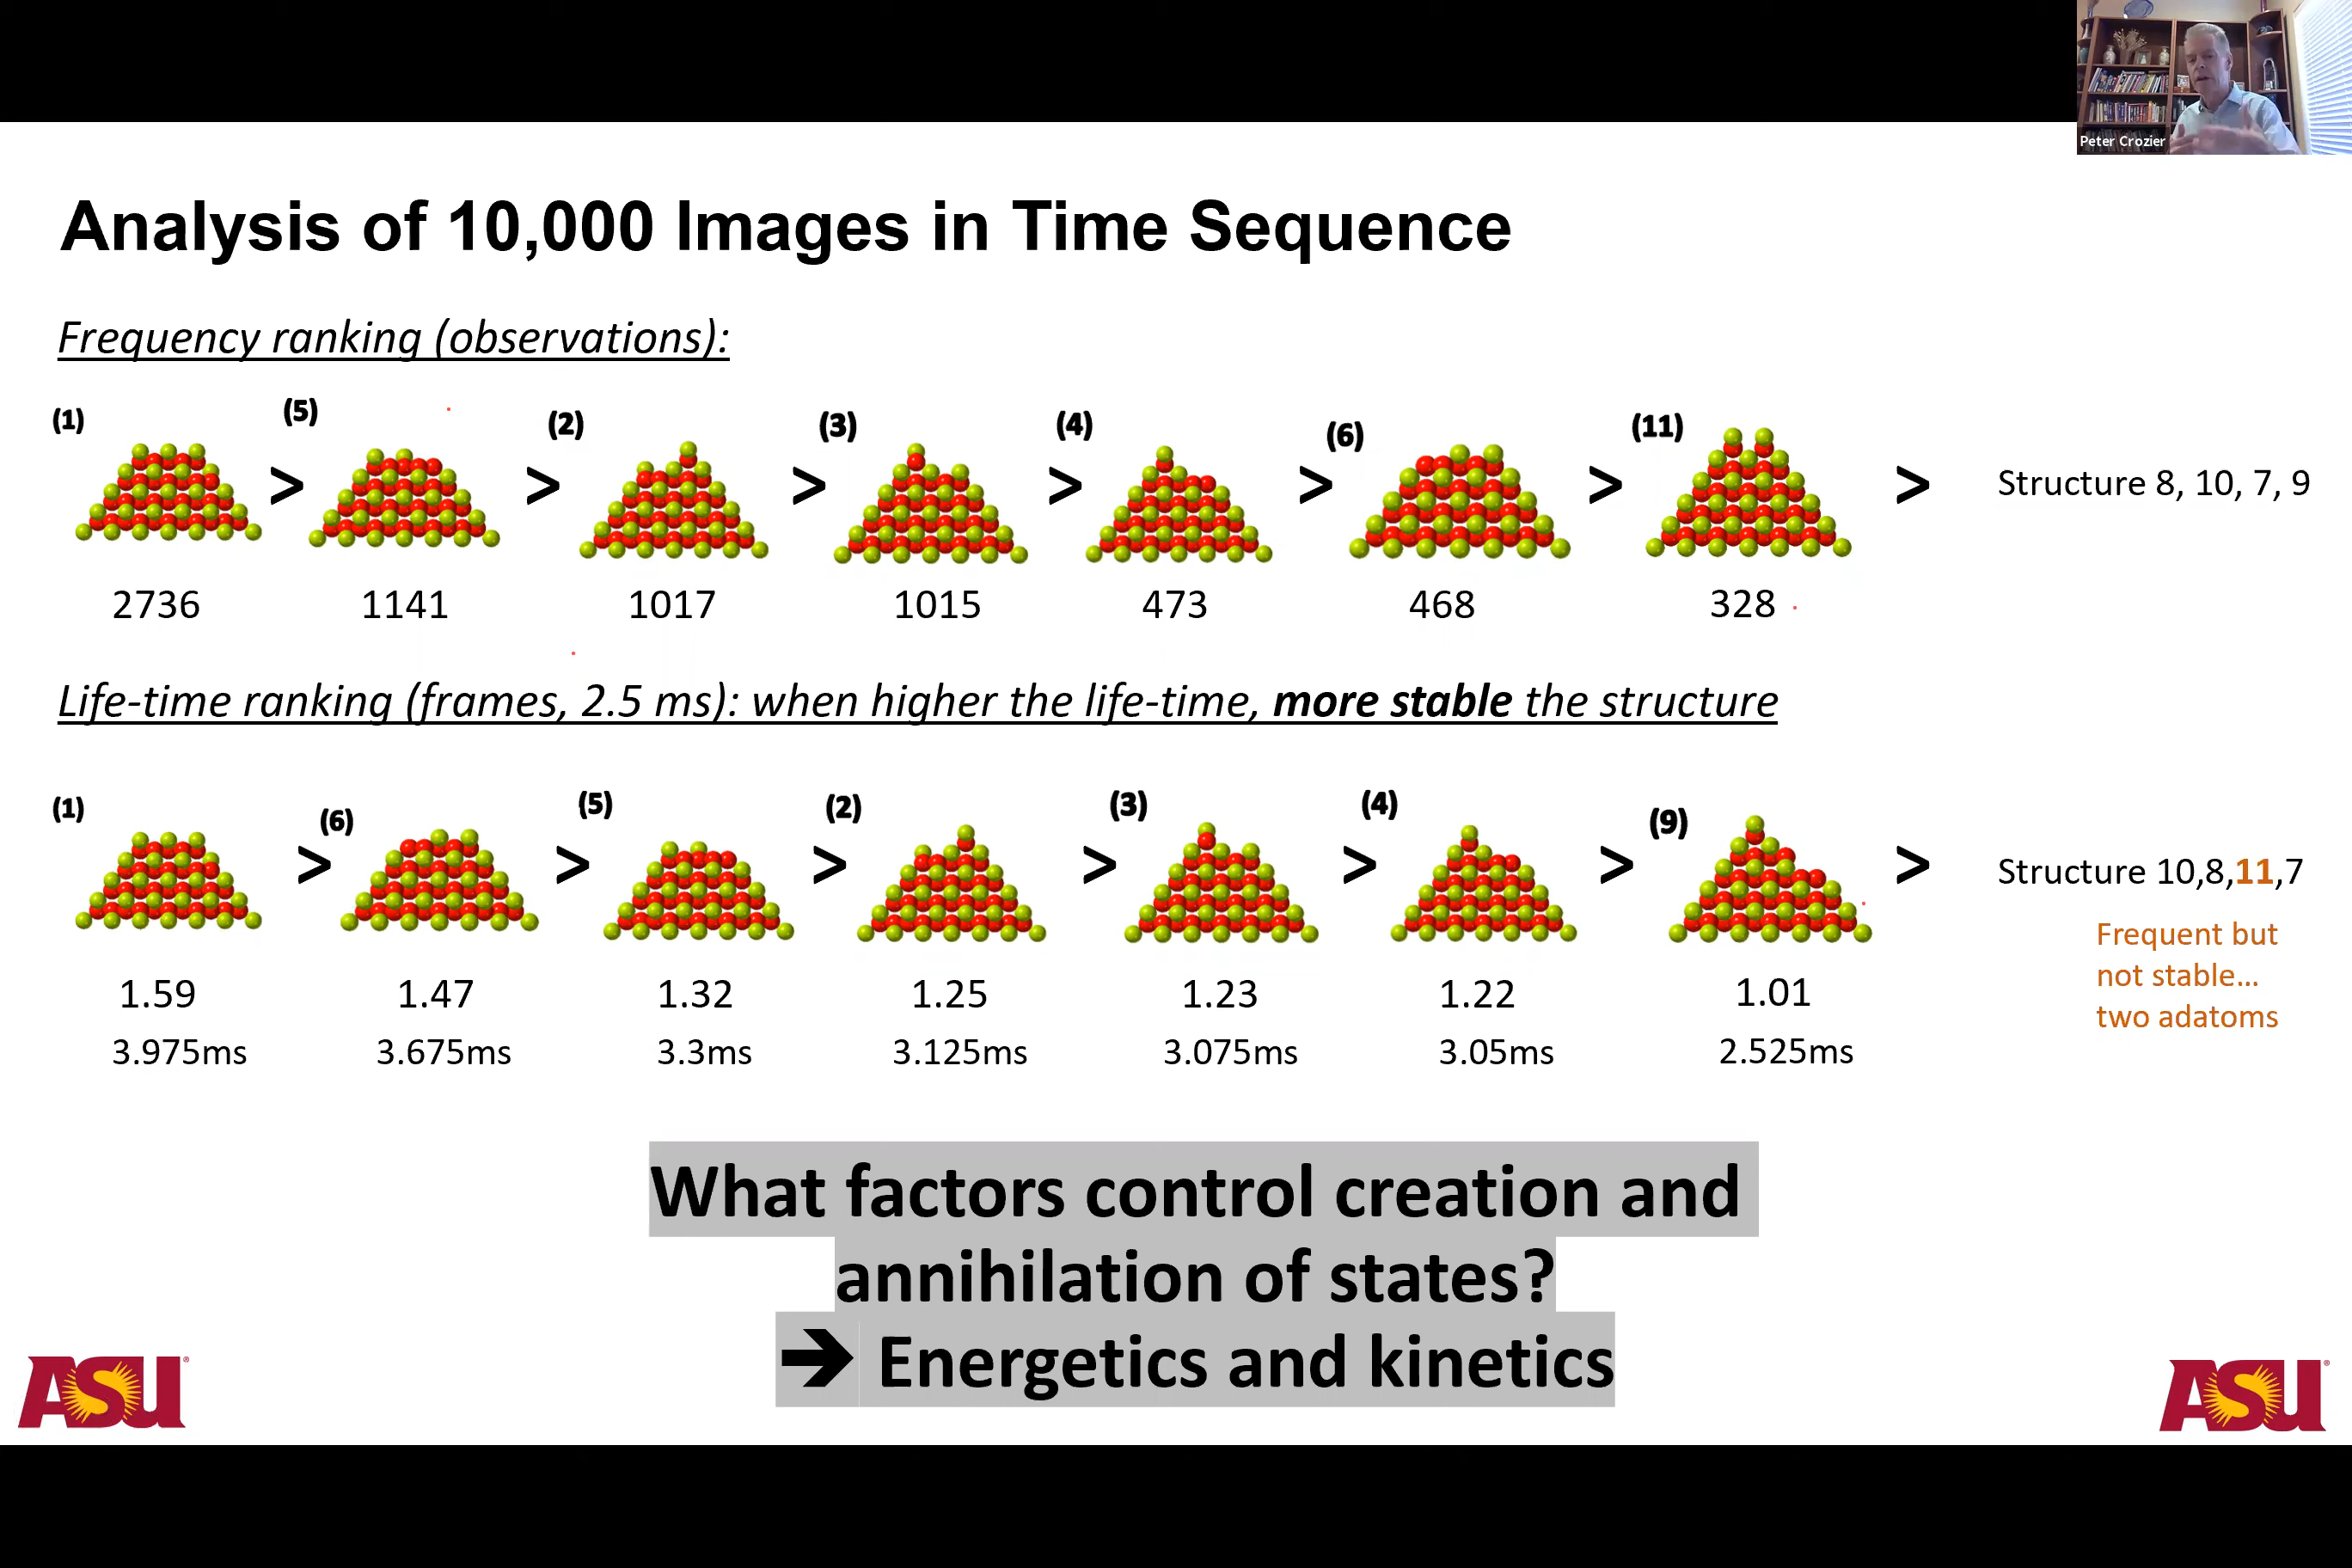 Peter Crozier
Analysis of 10,000 Images in Time Sequence
Frequency ranking (observations):
(1) (5) (2) (3) (4) (6) (11)
> > > > > > > Structure 8, 10, 7, 9
2736 1141 1017 1015 473 468 328
Life-time ranking (frames, 2.5 ms): when higher the life-time, more stable the structure
(1) (6) (5) (2) (3) (4) (9)
> > > > > > > Structure 10,8,11,7
Frequent but
not stable...
two adatoms
1.59 1.47 1.32 1.25 1.23 1.22 1.01
3.975ms 3.675ms 3.3ms 3.125ms 3.075ms 3.05ms 2.525ms
What factors control creation and
annihilation of states?
➔ Energetics and kinetics
ASU® ASU®